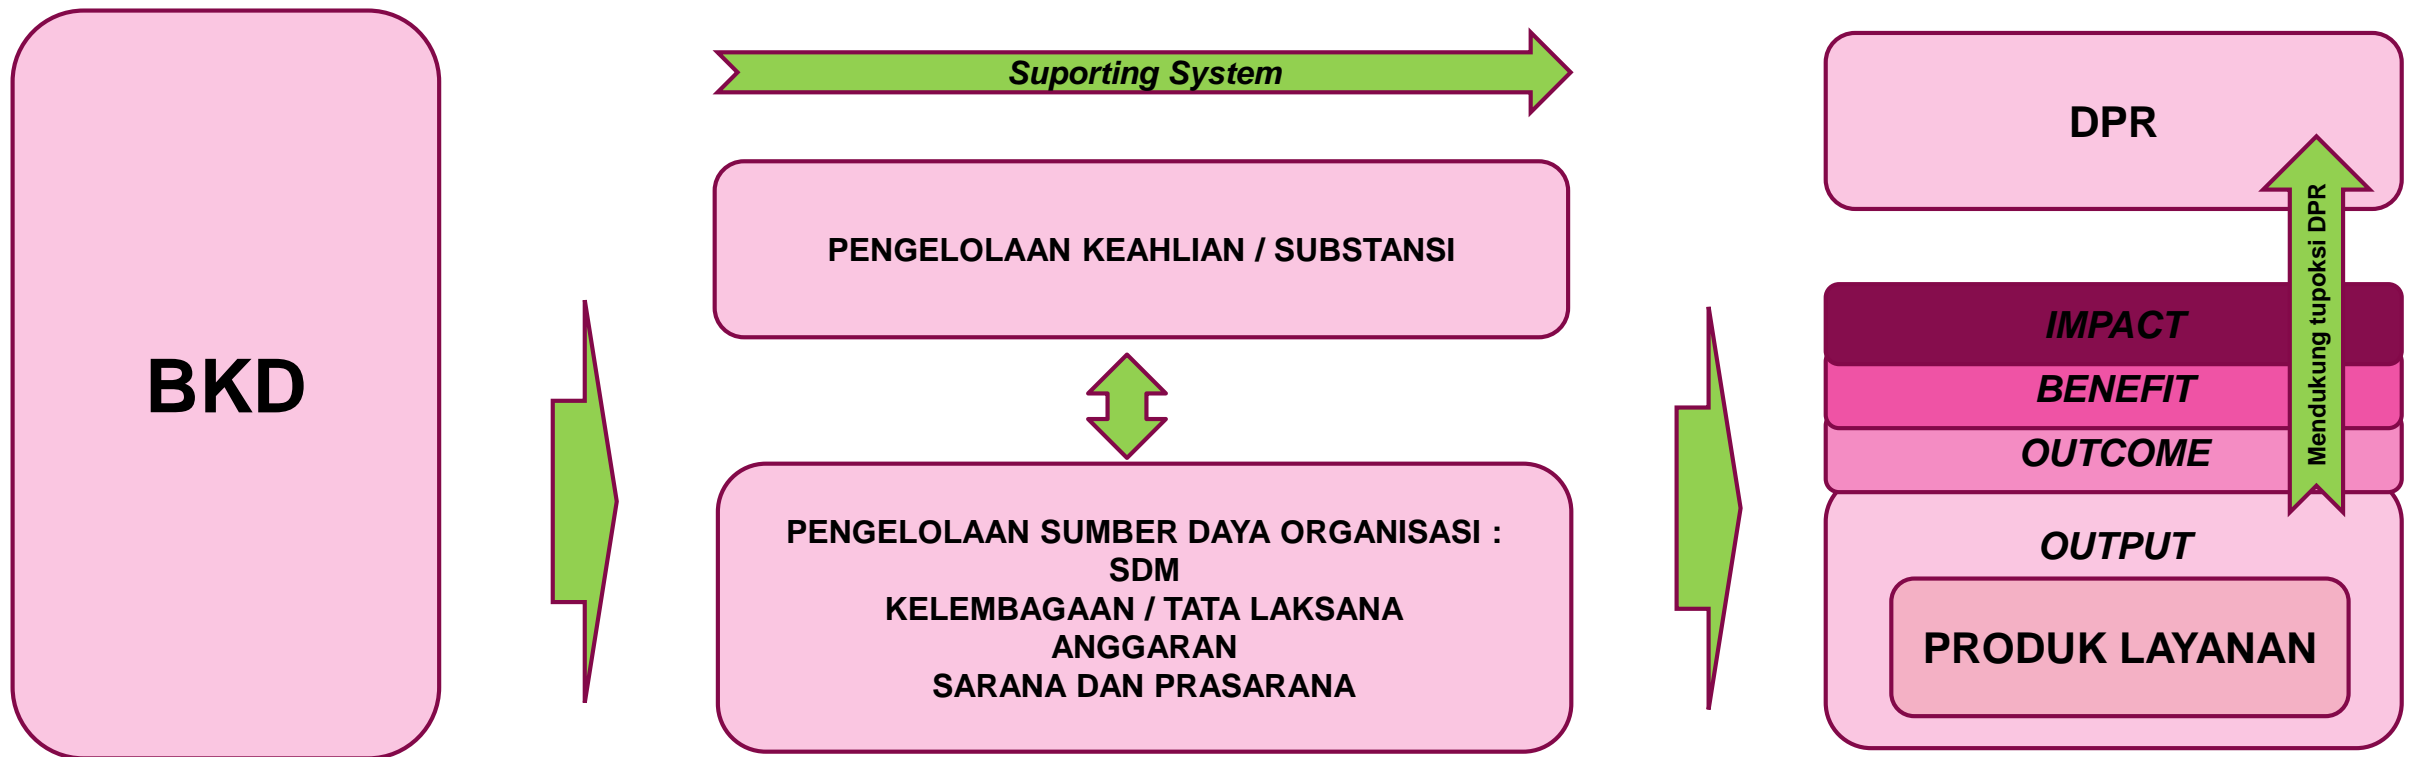 BKD
Suporting System
PENGELOLAAN KEAHLIAN / SUBSTANSI
PENGELOLAAN SUMBER DAYA ORGANISASI :
SDM
KELEMBAGAAN / TATA LAKSANA
ANGGARAN
SARANA DAN PRASARANA
DPR
Mendukung tupoksi DPR
IMPACT
BENEFIT
OUTCOME
OUTPUT
PRODUK LAYANAN